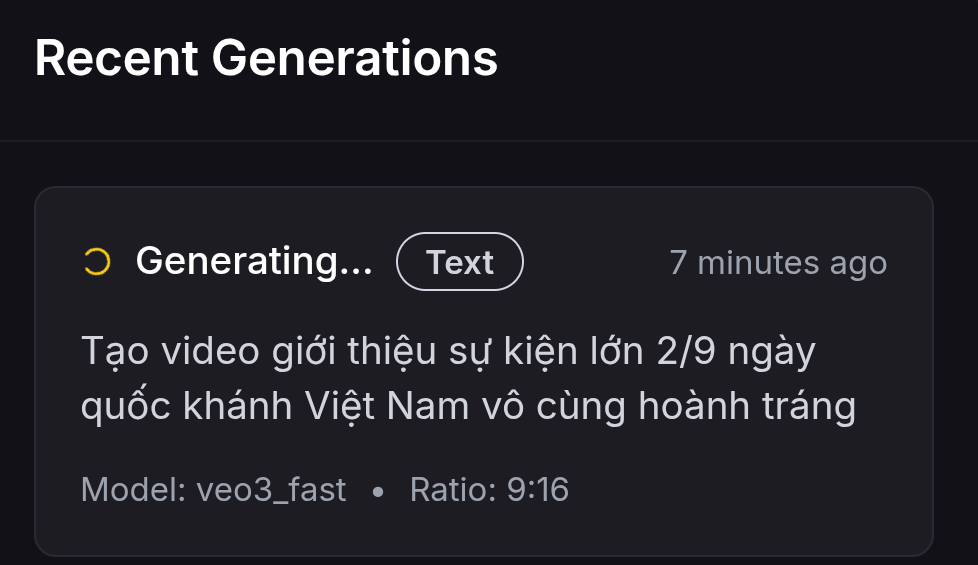 Recent Generations
Generating... Text 7 minutes ago
Tạo video giới thiệu sự kiện lớn 2/9 ngày
quốc khánh Việt Nam vô cùng hoành tráng
Model: veo3_fast • Ratio: 9:16